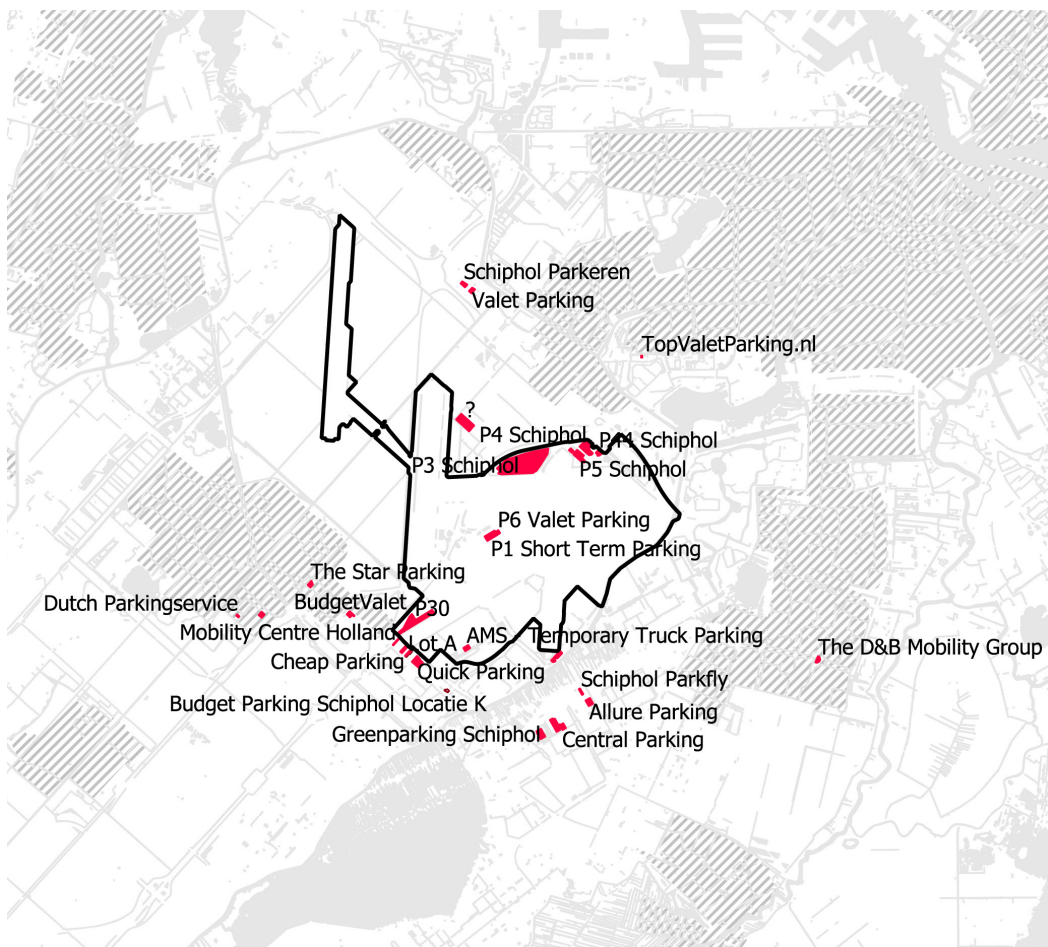 Schiphol Parkeren
Valet Parking
TopValetParking.nl
?
P4 Schiphol
P44 Schiphol
P3 Schiphol
P5 Schiphol
P6 Valet Parking
P1 Short Term Parking
The Star Parking
Dutch Parkingservice
BudgetValet
P30
Mobility Centre Holland
Lot A
AMS
Temporary Truck Parking
The D&B Mobility Group
Cheap Parking
Quick Parking
Schiphol Parkfly
Budget Parking Schiphol Locatie K
Allure Parking
Greenparking Schiphol
Central Parking